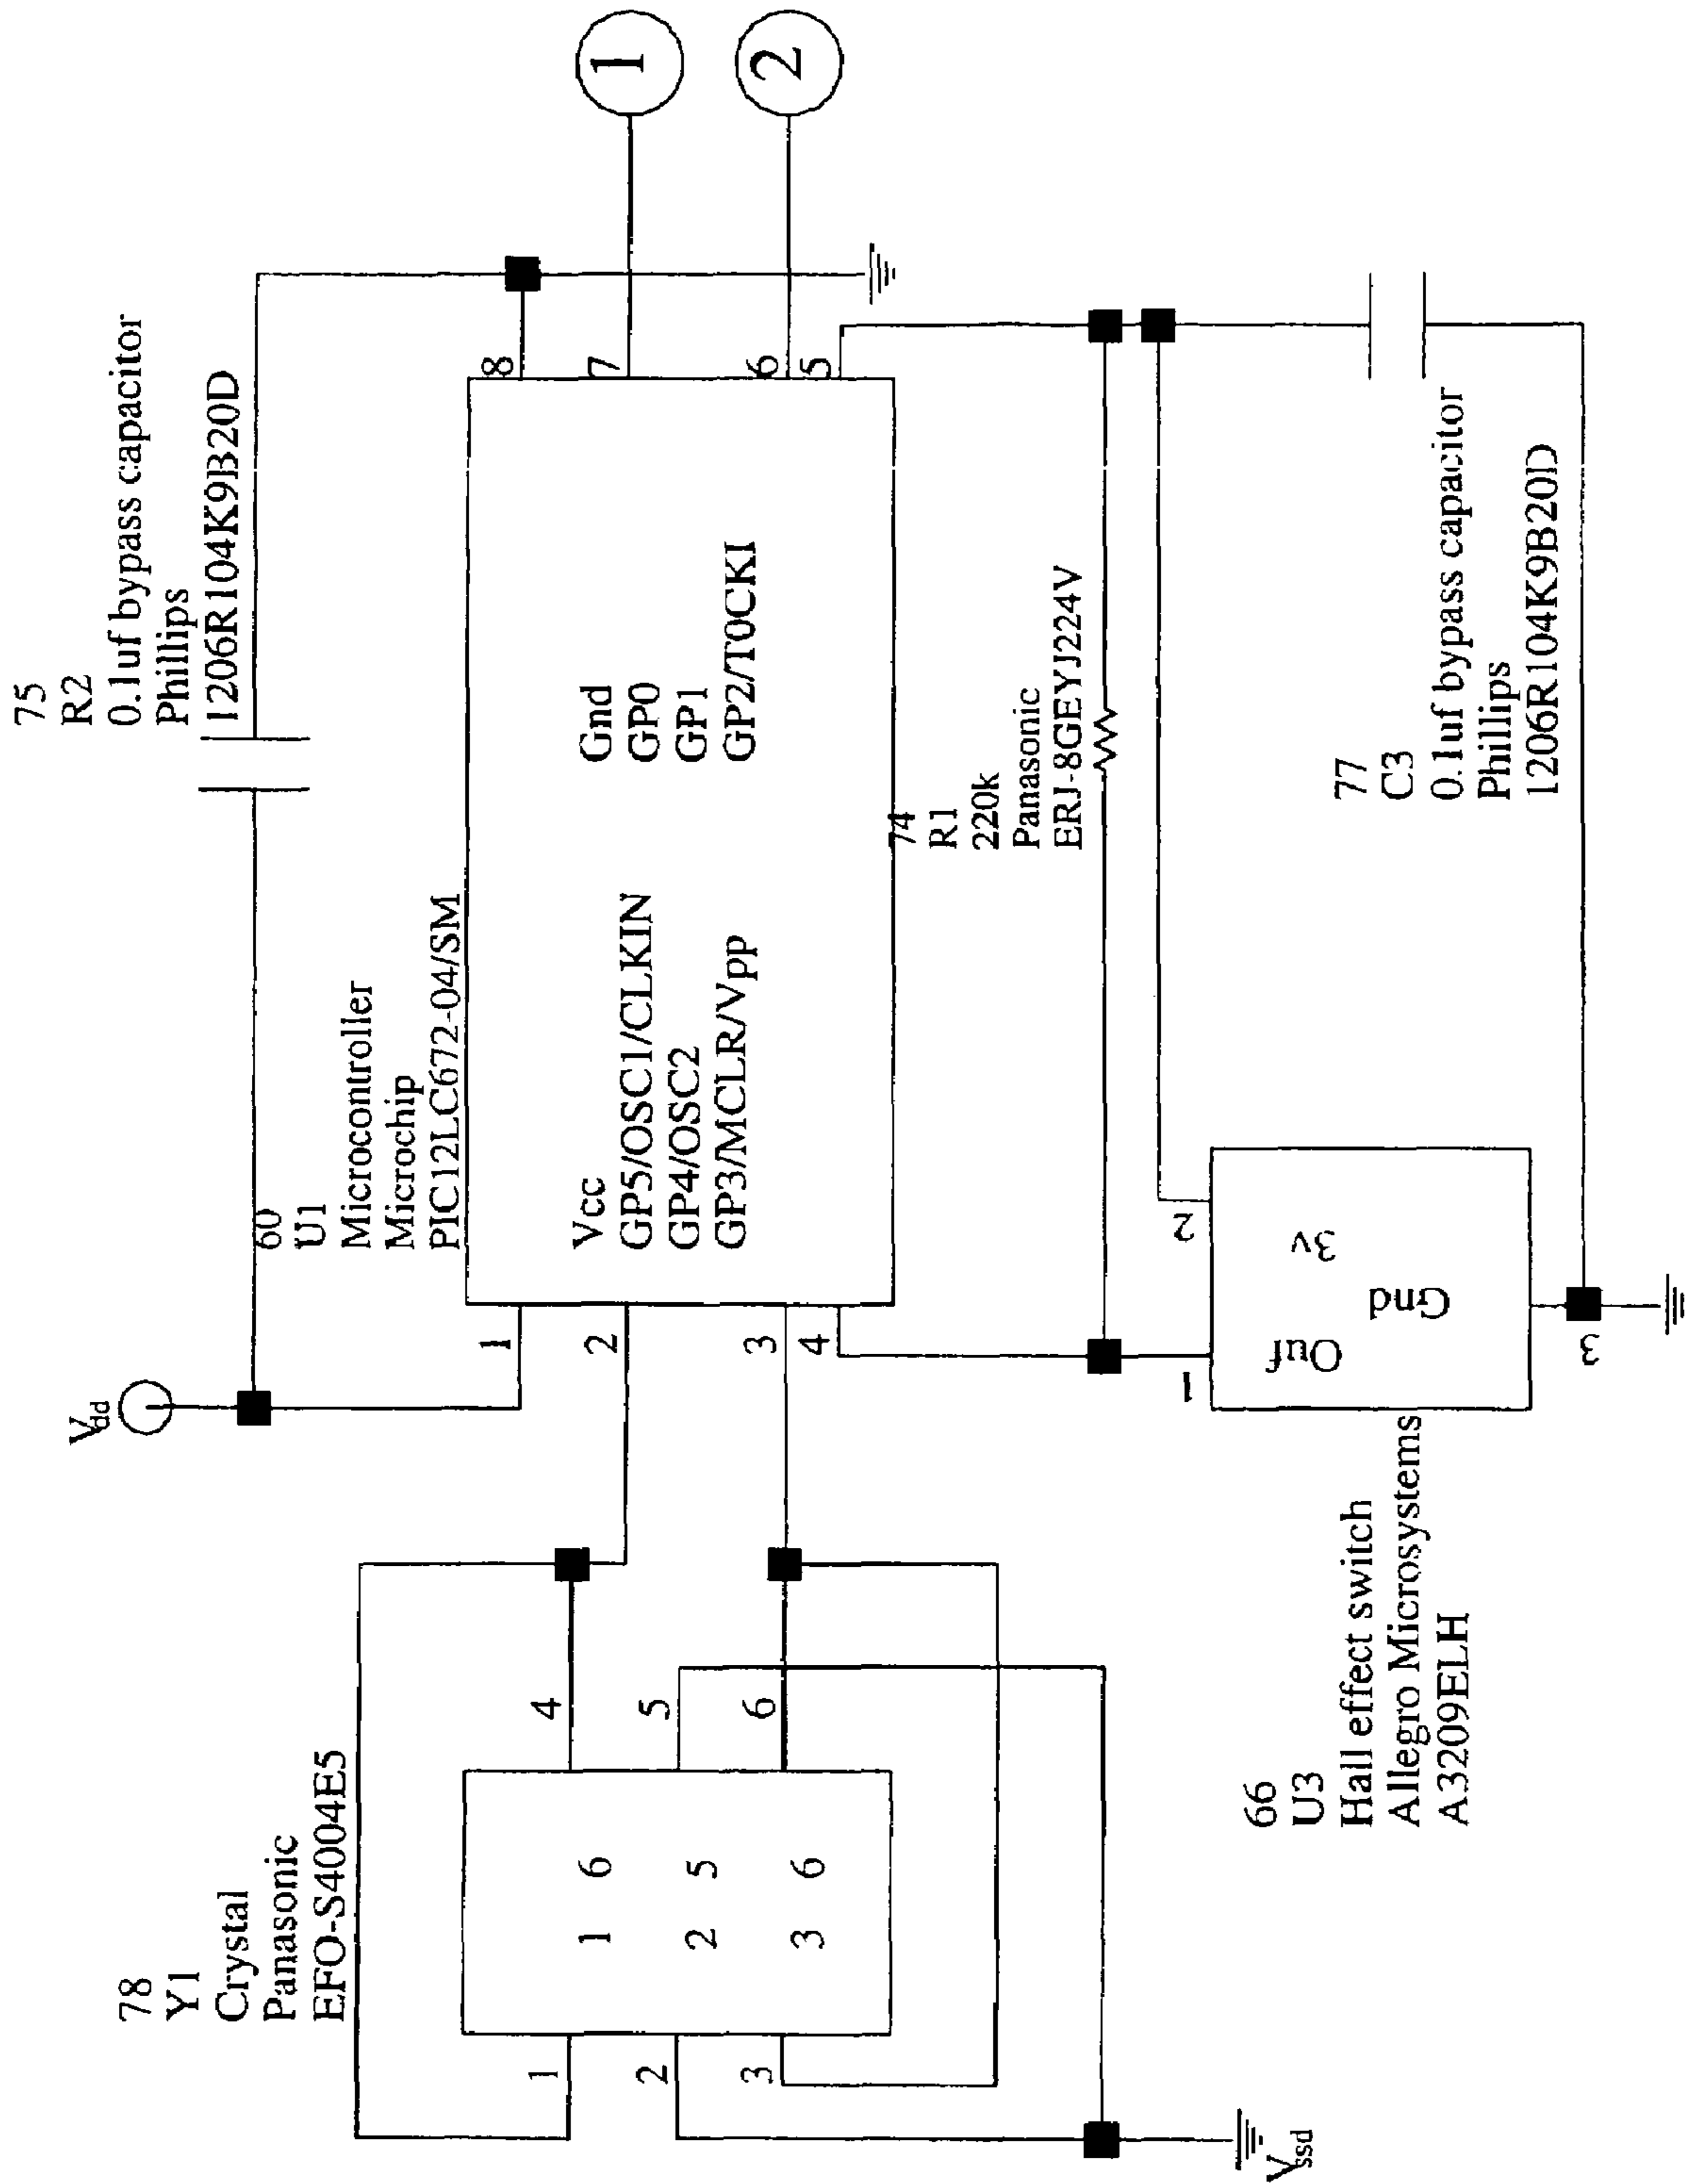 78
Y1
Crystal
Panasonic
EFO-S4004E5
1
2
3
1 6
2 5
3 6
4
5
6
Vssd
Vdd
60
U1
Microcontroller
Microchip
PIC12LC672-04/SM
1
2
3
4
Vcc
GP5/OSC1/CLKIN
GP4/OSC2
GP3/MCLR/Vpp
Gnd
GP0
GP1
GP2/T0CKI
8
7
6
5
75
R2
0.1uf bypass capacitor
Phillips
1206R104K9B20D
1
2
74
R1
220k
Panasonic
ERJ-8GEYJ224V
66
U3
Hall effect switch
Allegro Microsystems
A3209ELH
1
2
3
Ouf
3v
Gnd
77
C3
0.1uf bypass capacitor
Phillips
1206R104K9B20D